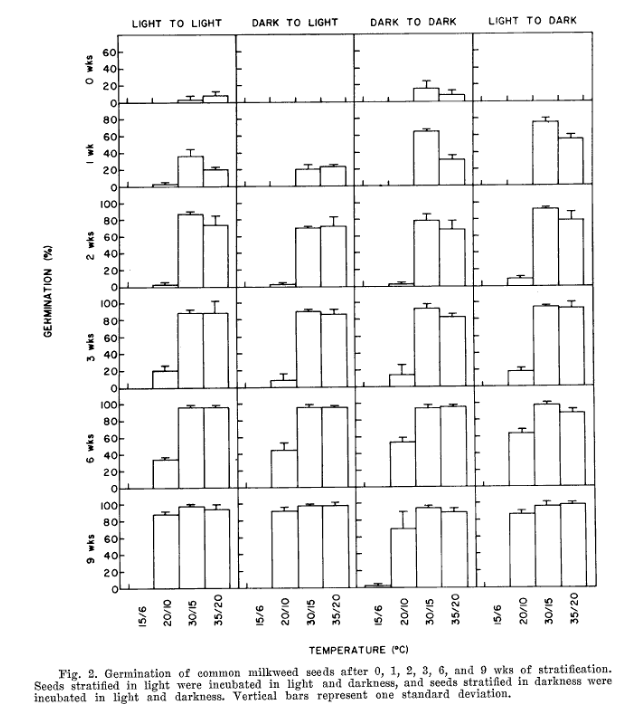 LIGHT TO LIGHT DARK TO LIGHT DARK TO DARK LIGHT TO DARK
60
40
20
0
0 wks
80
60
40
20
0
1 wk
100
80
60
40
20
0
2 wks
100
80
60
40
20
0
3 wks
100
80
60
40
20
0
6 wks
100
80
60
40
20
0
9 wks
GERMINATION (%)
15/6 20/10 30/15 35/20 15/6 20/10 30/15 35/20 15/6 20/10 30/15 35/20 15/6 20/10 30/15 35/20
TEMPERATURE (°C)
Fig. 2. Germination of common milkweed seeds after 0, 1, 2, 3, 6, and 9 wks of stratification.
Seeds stratified in light were incubated in light and darkness, and seeds stratified in darkness were
incubated in light and darkness. Vertical bars represent one standard deviation.